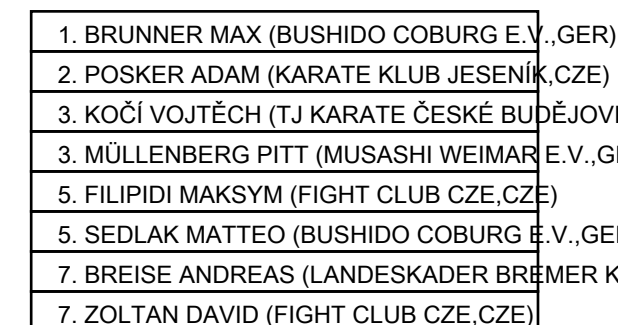 1. BRUNNER MAX (BUSHIDO COBURG E.V.,GER)
2. POSKER ADAM (KARATE KLUB JESENÍK,CZE)
3. KOČÍ VOJTĚCH (TJ KARATE ČESKÉ BUDĚJOVI
3. MÜLLENBERG PITT (MUSASHI WEIMAR E.V.,GE
5. FILIPIDI MAKSYM (FIGHT CLUB CZE,CZE)
5. SEDLAK MATTEO (BUSHIDO COBURG E.V.,GER
7. BREISE ANDREAS (LANDESKADER BREMER K
7. ZOLTAN DAVID (FIGHT CLUB CZE,CZE)